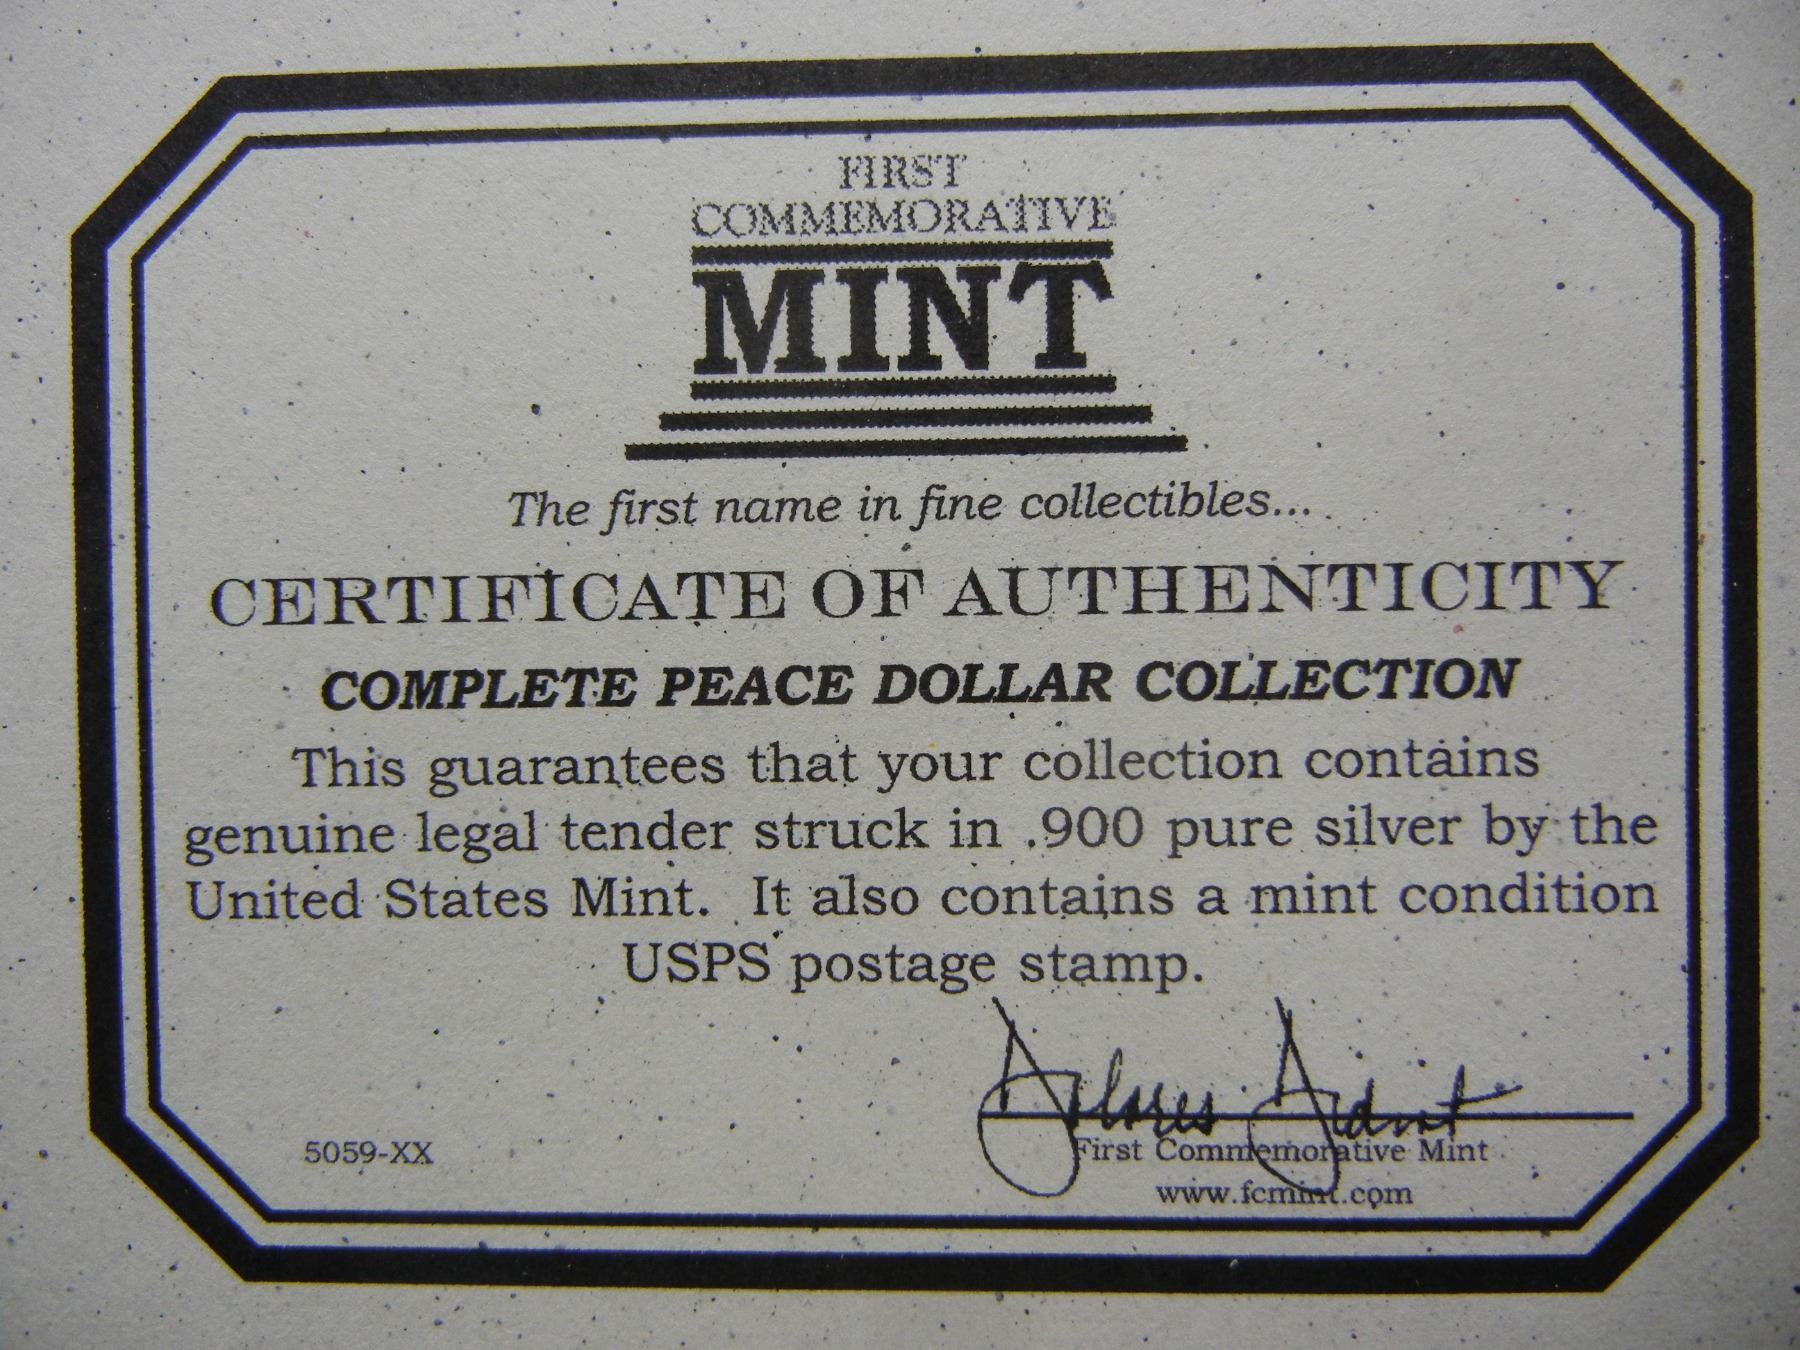 FIRST
COMMEMORATIVE
MINT
The first name in fine collectibles...
CERTIFICATE OF AUTHENTICITY
COMPLETE PEACE DOLLAR COLLECTION
This guarantees that your collection contains
genuine legal tender struck in .900 pure silver by the
United States Mint. It also contains a mint condition
USPS postage stamp.
Dolores
5059-XX
First Commemorative Mint
www.fcmint.com